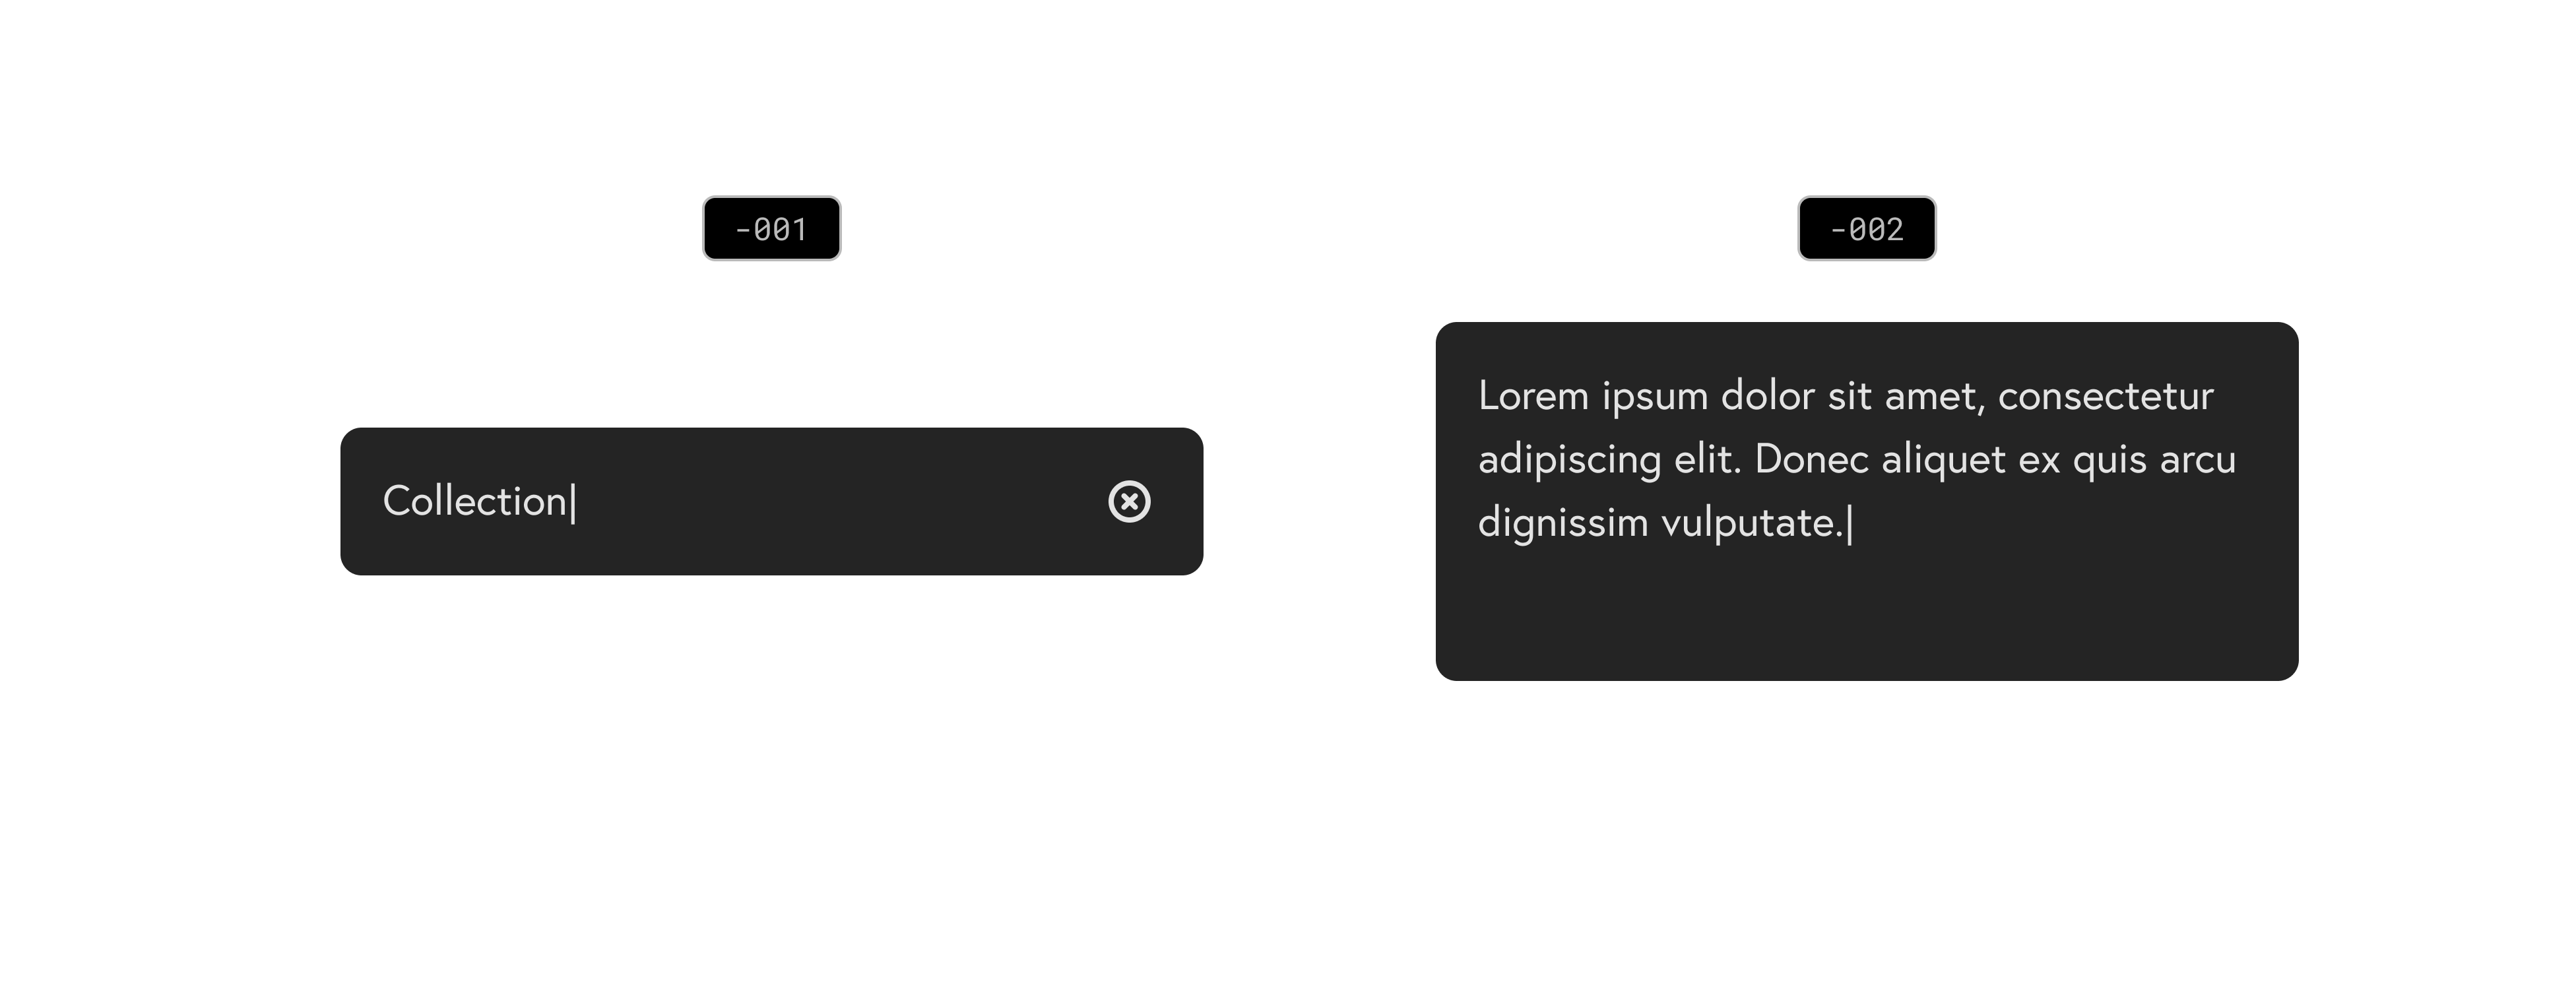 -001
Collection|
-002
Lorem ipsum dolor sit amet, consectetur
adipiscing elit. Donec aliquet ex quis arcu
dignissim vulputate.|